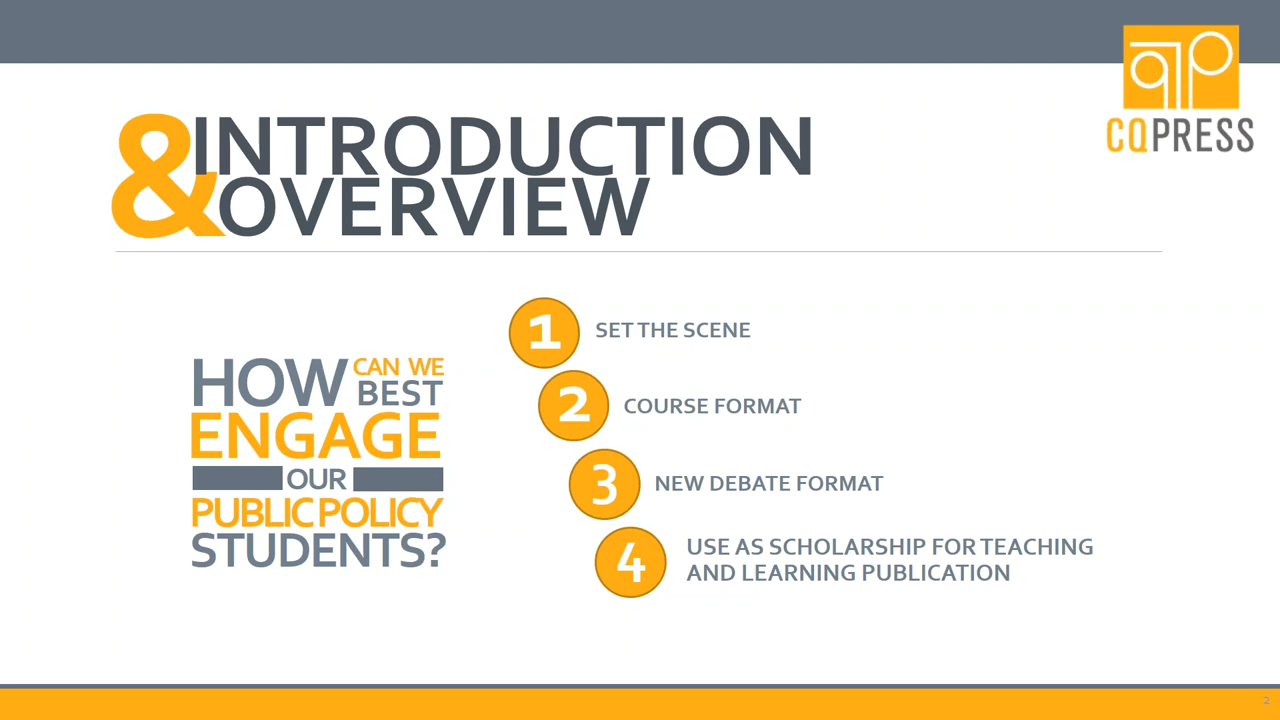 INTRODUCTION
& OVERVIEW
CQPRESS
HOW CAN WE
BEST
ENGAGE
OUR
PUBLIC POLICY
STUDENTS?
1 SET THE SCENE
2 COURSE FORMAT
3 NEW DEBATE FORMAT
4 USE AS SCHOLARSHIP FOR TEACHING
AND LEARNING PUBLICATION
2